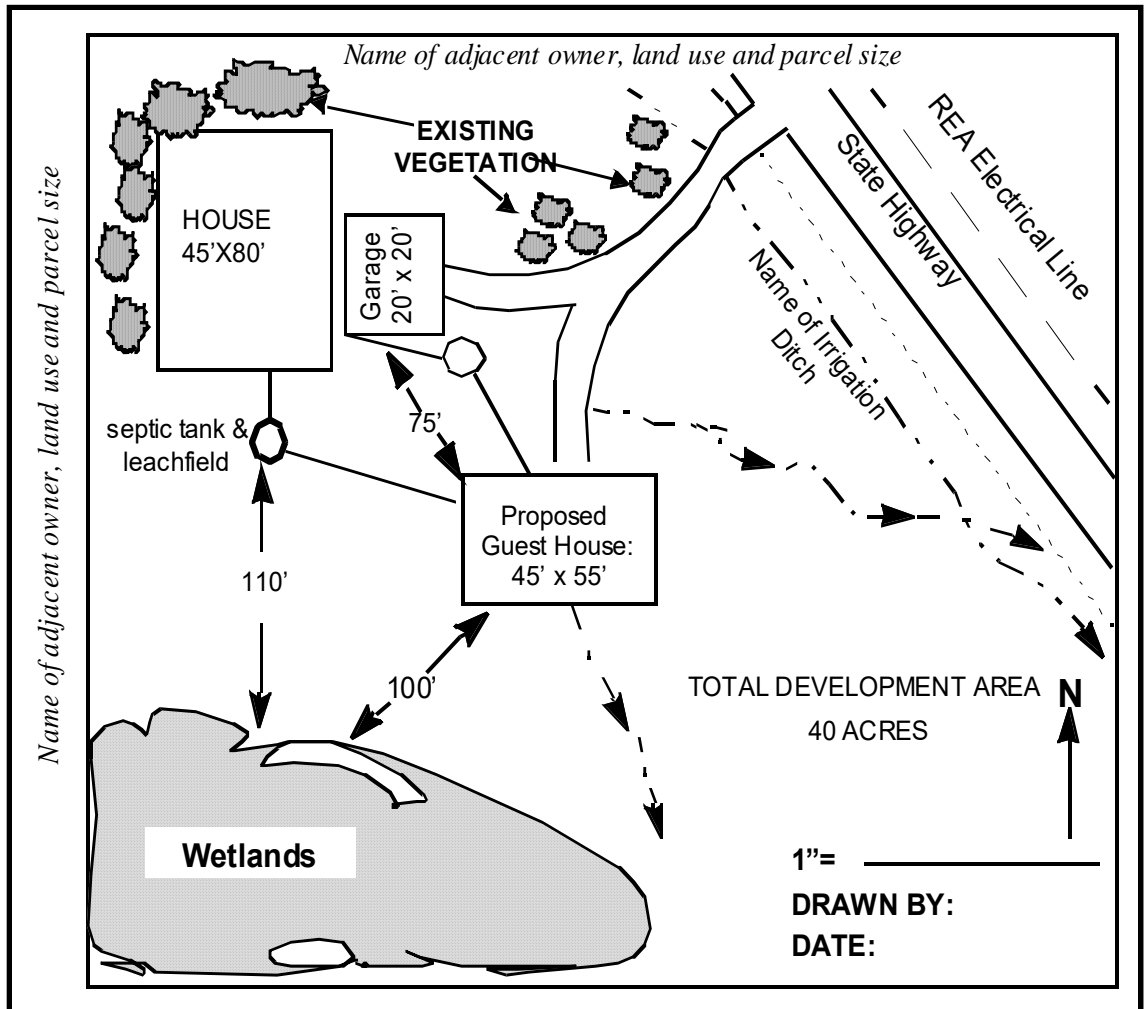 Name of adjacent owner, land use and parcel size
Name of adjacent owner, land use and parcel size
EXISTING
VEGETATION
REA Electrical Line
State Highway
HOUSE
45'X80'
Garage
20' x 20'
Name of Irrigation
Ditch
75'
septic tank &
leachfield
Proposed
Guest House:
45' x 55'
110'
100'
TOTAL DEVELOPMENT AREA
40 ACRES
N
Wetlands
1”=
DRAWN BY:
DATE: